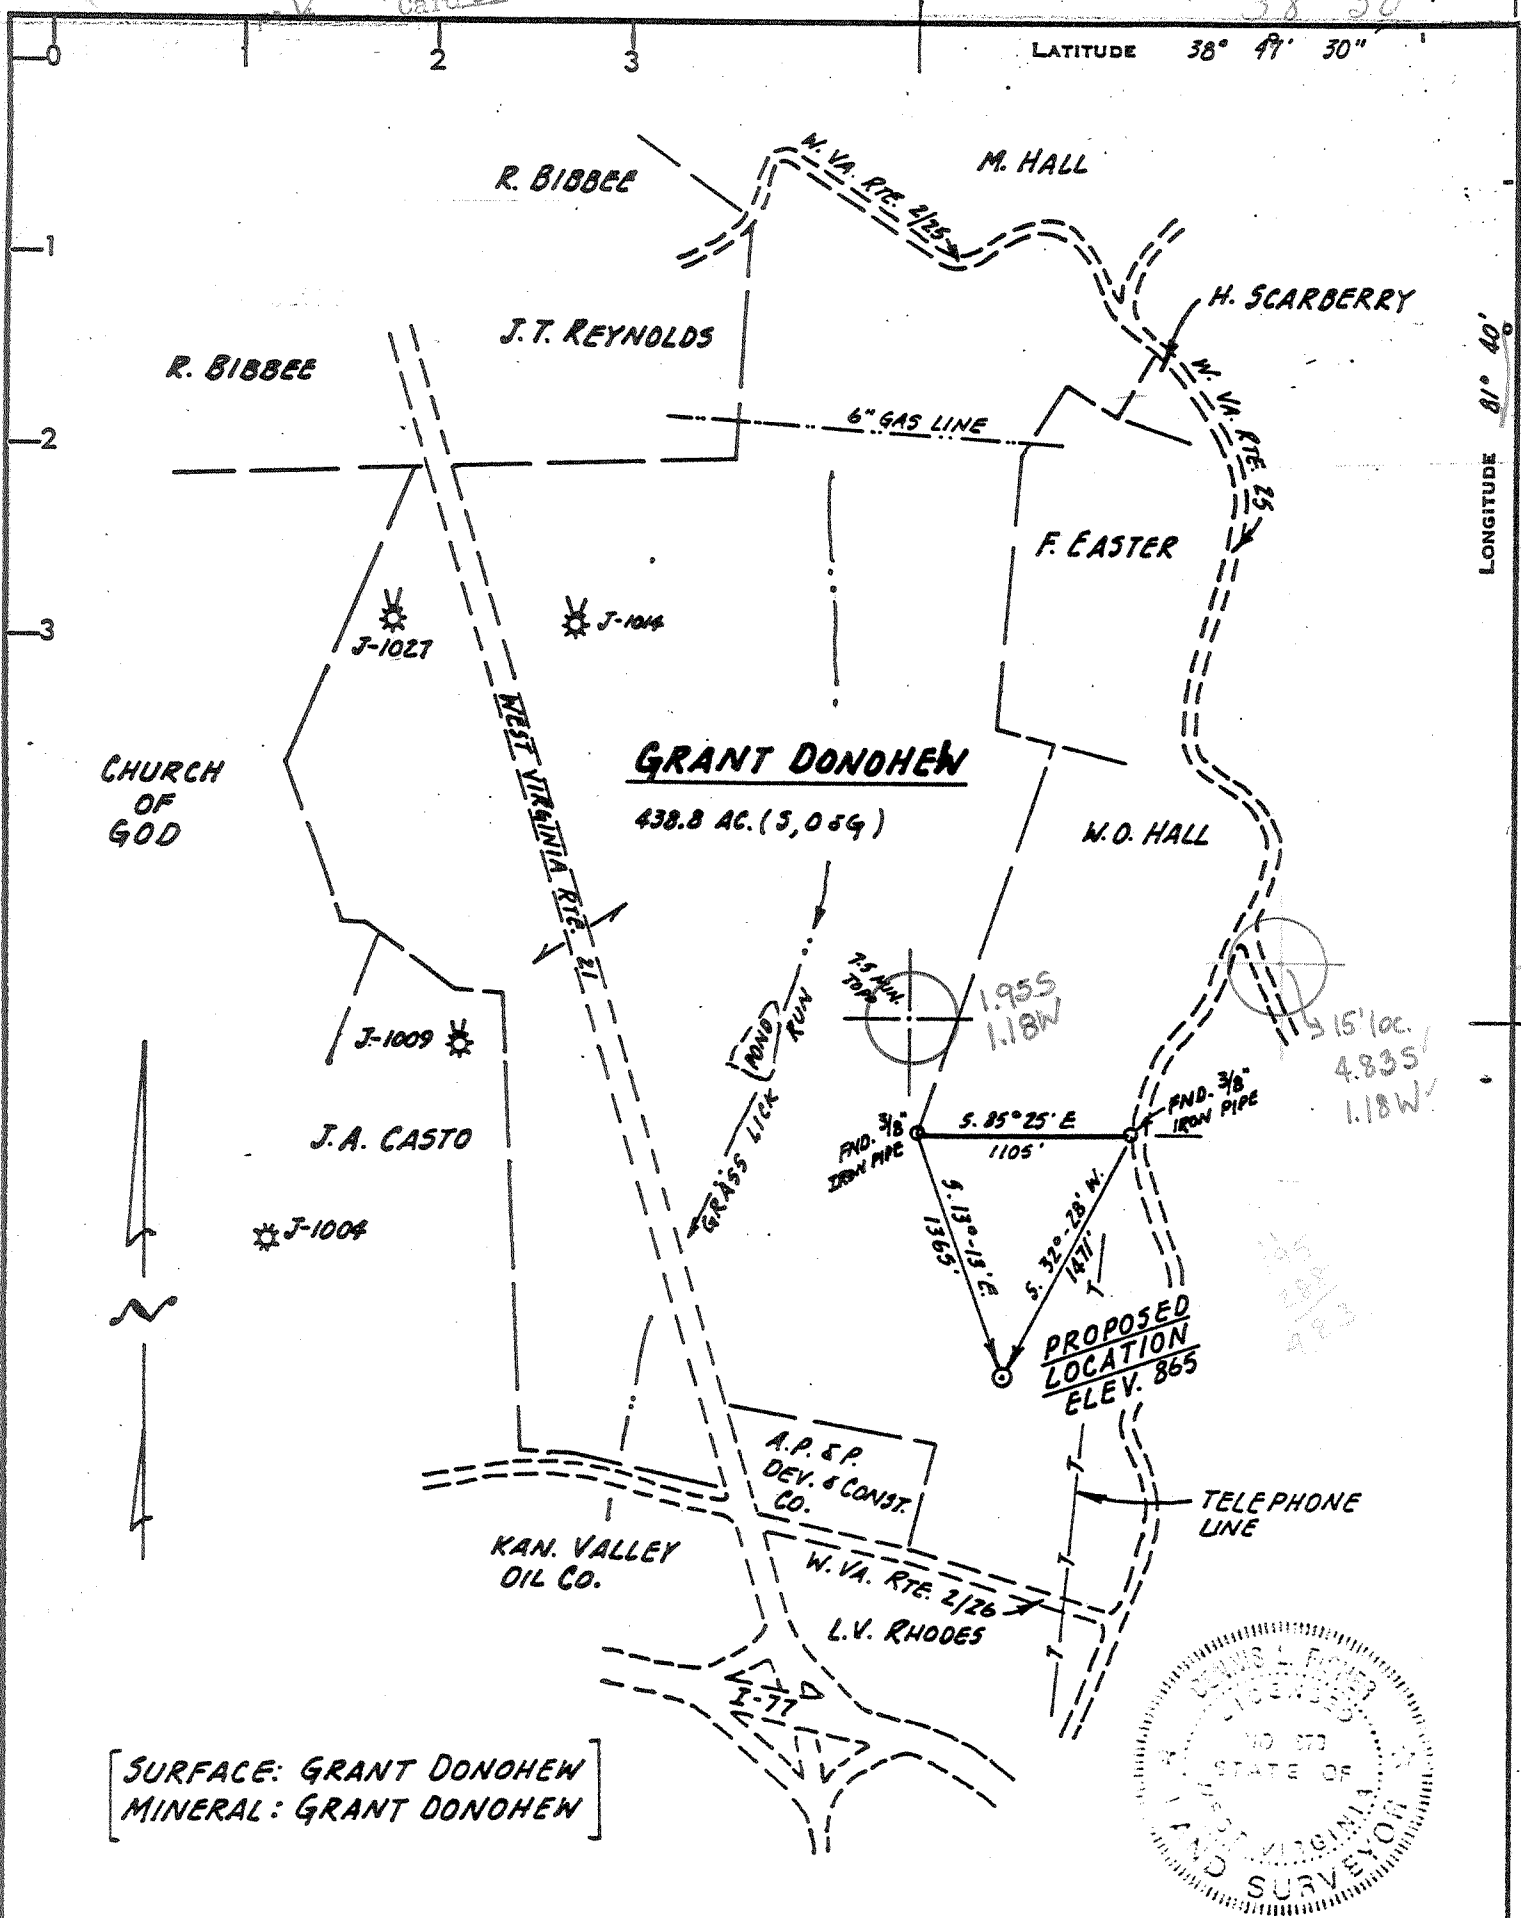 0
1
2
3
LATITUDE 38° 47' 30"
1
2
3
LONGITUDE 81° 40'
R. BIBBEE
W. VA. RTE. 2/25
M. HALL
H. SCARBERRY
J.T. REYNOLDS
R. BIBBEE
6" GAS LINE
W. VA. RTE. 25
F. EASTER
J-1027
J-1014
WEST VIRGINIA RTE. 21
GRANT DONOHEW
438.8 AC. (S,O&G)
CHURCH
OF
GOD
W.O. HALL
7.5 MIN.
TOPO
1.95S
1.18W
15' loc.
4.83S
1.18W
J-1009
POND
GRASS LICK RUN
J.A. CASTO
FND. 3/8"
IRON PIPE
S. 85° 25' E
1105'
FND. 3/8"
IRON PIPE
J-1004
S. 13°-13' E.
1365'
S. 32°-28' W.
1471'
T
N
PROPOSED
LOCATION
ELEV. 865
A.P. & P.
DEV. & CONST.
CO.
T
TELEPHONE
LINE
KAN. VALLEY
OIL CO.
W. VA. RTE. 2/26
T
L.V. RHODES
T
I-77
SURFACE: GRANT DONOHEW
MINERAL: GRANT DONOHEW
LICENSED
STATE OF
WEST VIRGINIA
LAND SURVEYOR